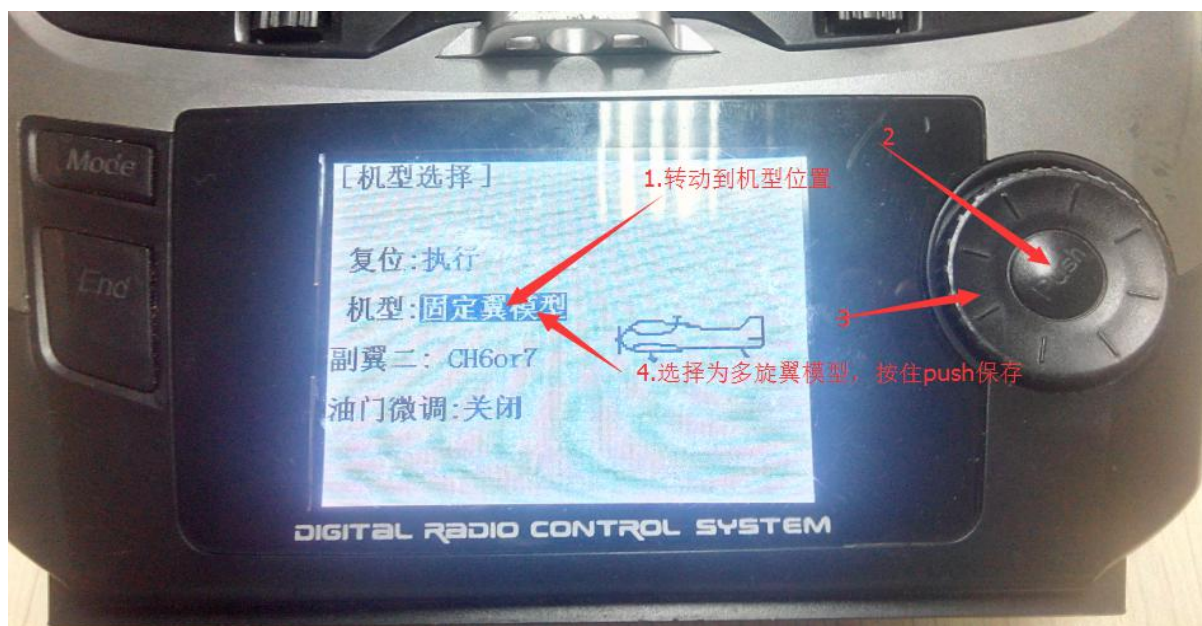 Mode
End
[机型选择]
复位:执行
机型:固定翼模型
副翼二: CH6or7
油门微调:关闭
1.转动到机型位置
2
Push
3
4.选择为多旋翼模型，按住push保存
DIGITAL RADIO CONTROL SYSTEM